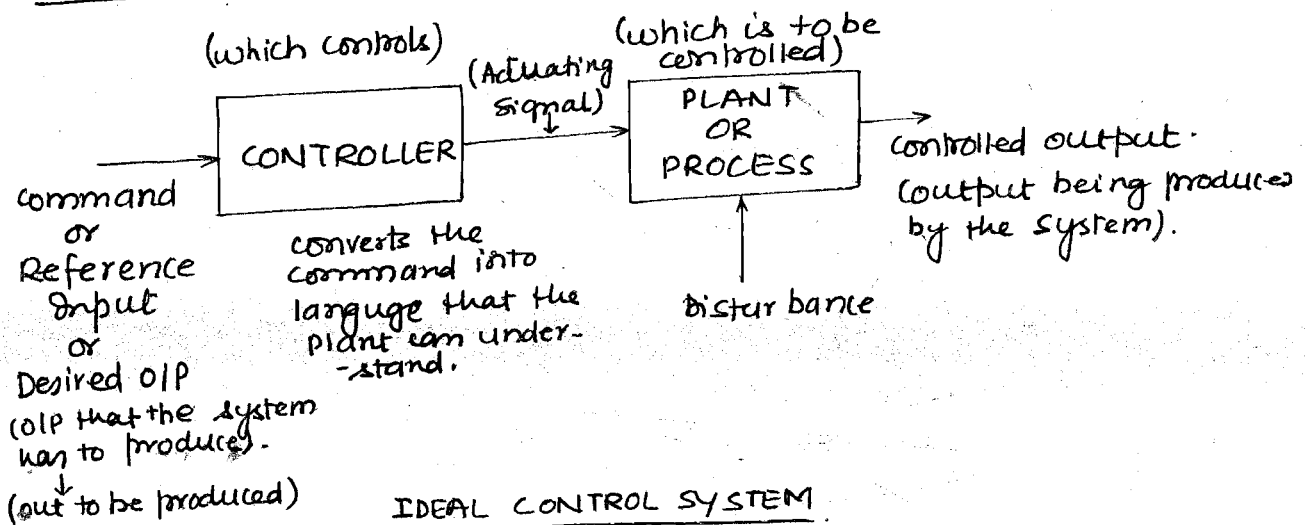 (which controls)
(which is to be
controlled)
(Actuating
signal)
CONTROLLER
PLANT
OR
PROCESS
command
or
Reference
Input
or
Desired O/P
(O/P that the system
has to produce).
(out to be produced)
converts the
command into
languge that the
plant can under-
-stand.
Disturbance
controlled output.
(output being produced
by the system).
IDEAL CONTROL SYSTEM